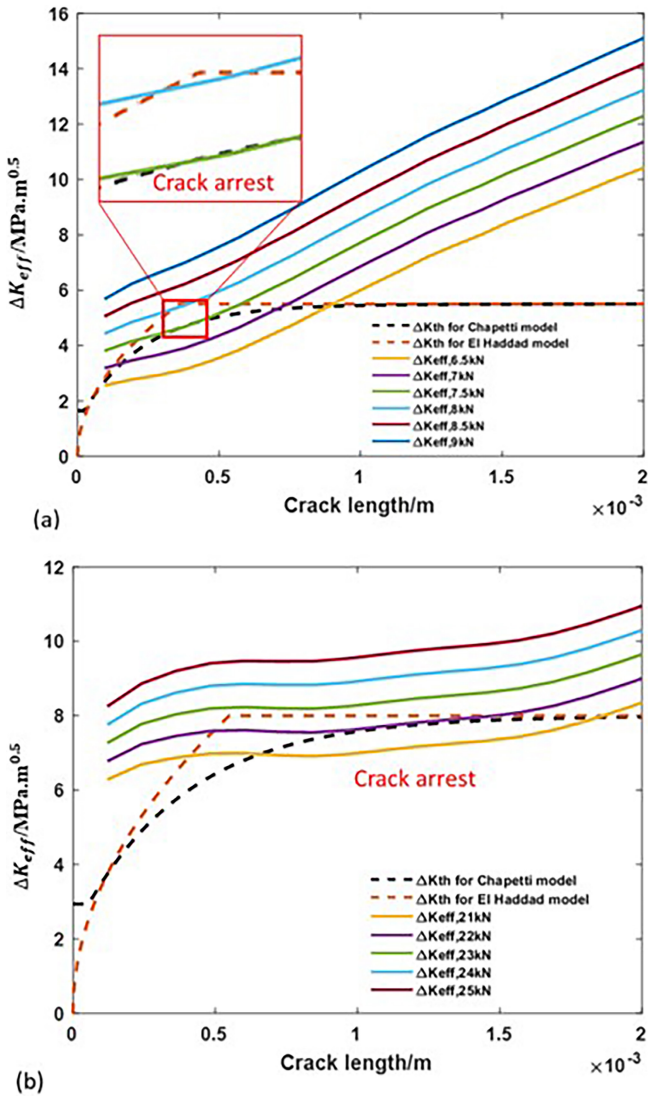 16
14
12
10
8
6
4
2
0
ΔK_eff/MPa.m^0.5
Crack arrest
ΔKth for Chapetti model
ΔKth for El Haddad model
ΔKeff,6.5kN
ΔKeff,7kN
ΔKeff,7.5kN
ΔKeff,8kN
ΔKeff,8.5kN
ΔKeff,9kN
0 0.5 1 1.5 2
Crack length/m ×10^-3
(a)
12
10
8
6
4
2
0
ΔK_eff/MPa.m^0.5
Crack arrest
ΔKth for Chapetti model
ΔKth for El Haddad model
ΔKeff,21kN
ΔKeff,22kN
ΔKeff,23kN
ΔKeff,24kN
ΔKeff,25kN
0 0.5 1 1.5 2
Crack length/m ×10^-3
(b)